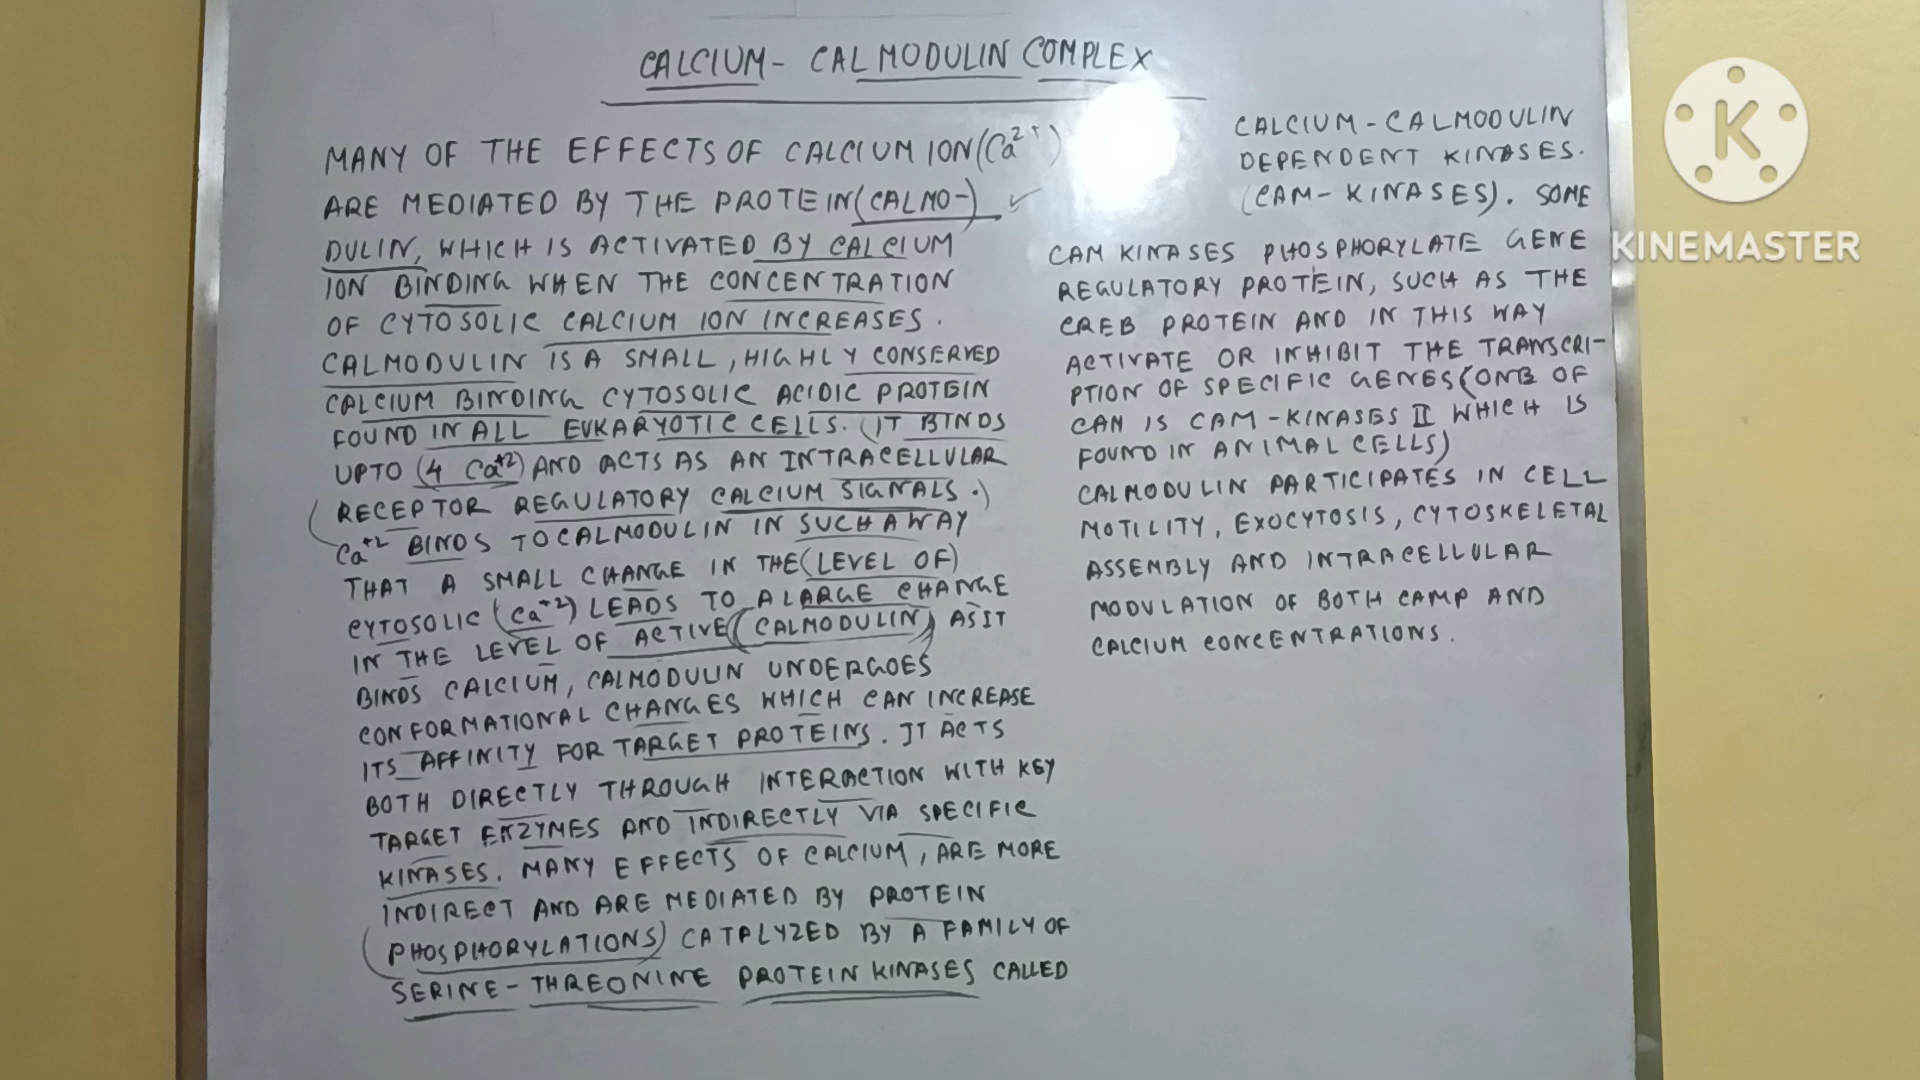 CALCIUM - CALMODULIN COMPLEX
MANY OF THE EFFECTS OF CALCIUM ION (Ca²⁺)
ARE MEDIATED BY THE PROTEIN (CALMO-)
DULIN, WHICH IS ACTIVATED BY CALCIUM
ION BINDING WHEN THE CONCENTRATION
OF CYTOSOLIC CALCIUM ION INCREASES.
CALMODULIN IS A SMALL, HIGHLY CONSERVED
CALCIUM BINDING CYTOSOLIC ACIDIC PROTEIN
FOUND IN ALL EUKARYOTIC CELLS. (IT BINDS
UPTO (4 Ca⁺²) AND ACTS AS AN INTRACELLULAR
RECEPTOR REGULATORY CALCIUM SIGNALS.)
Ca⁺² BINDS TO CALMODULIN IN SUCH A WAY
THAT A SMALL CHANGE IN THE (LEVEL OF)
CYTOSOLIC (Ca⁺²) LEADS TO A LARGE CHANGE
IN THE LEVEL OF ACTIVE (CALMODULIN) AS IT
BINDS CALCIUM, CALMODULIN UNDERGOES
CONFORMATIONAL CHANGES WHICH CAN INCREASE
ITS AFFINITY FOR TARGET PROTEINS. IT ACTS
BOTH DIRECTLY THROUGH INTERACTION WITH KEY
TARGET ENZYMES AND INDIRECTLY VIA SPECIFIC
KINASES. MANY EFFECTS OF CALCIUM, ARE MORE
INDIRECT AND ARE MEDIATED BY PROTEIN
(PHOSPHORYLATIONS) CATALYZED BY A FAMILY OF
SERINE - THREONINE PROTEIN KINASES CALLED
CALCIUM - CALMODULIN
DEPENDENT KINASES.
(CAM - KINASES). SOME
CAM KINASES PHOSPHORYLATE GENE
REGULATORY PROTEIN, SUCH AS THE
CREB PROTEIN AND IN THIS WAY
ACTIVATE OR INHIBIT THE TRANSCRI-
PTION OF SPECIFIC GENES (ONE OF
CAM IS CAM - KINASES II WHICH IS
FOUND IN ANIMAL CELLS)
CALMODULIN PARTICIPATES IN CELL
MOTILITY, EXOCYTOSIS, CYTOSKELETAL
ASSEMBLY AND INTRACELLULAR
MODULATION OF BOTH CAMP AND
CALCIUM CONCENTRATIONS.
K
KINEMASTER